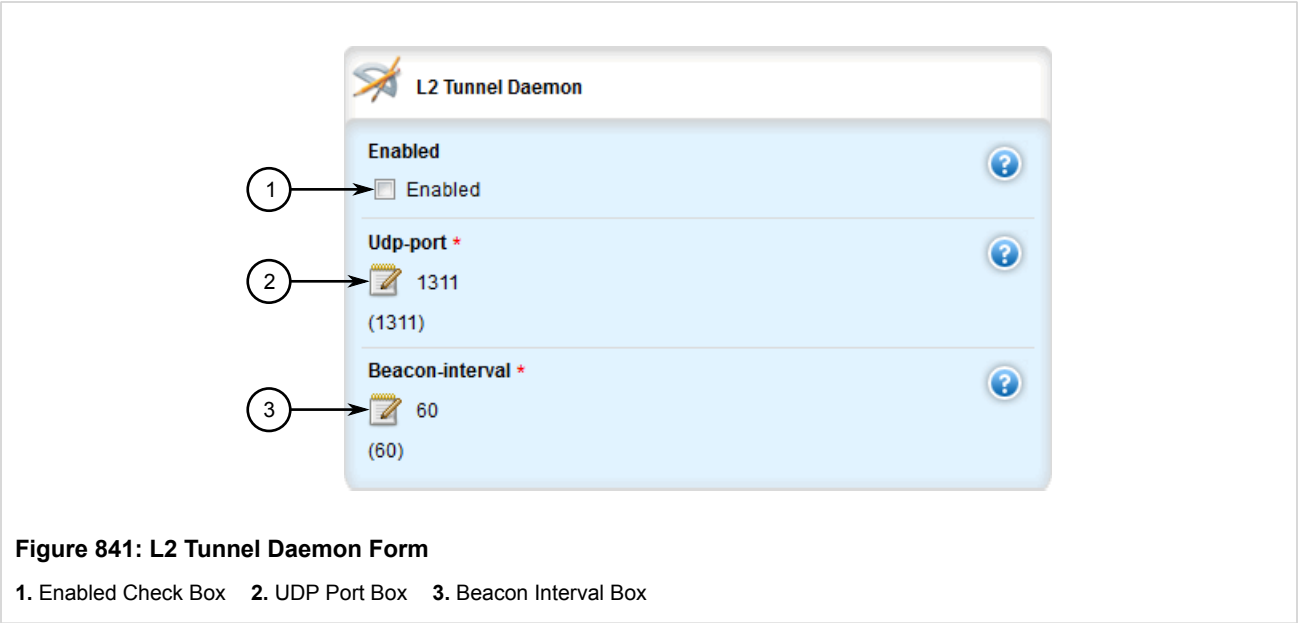 L2 Tunnel Daemon
Enabled
1
Enabled
Udp-port *
2
1311
(1311)
Beacon-interval *
3
60
(60)
?
?
?
Figure 841: L2 Tunnel Daemon Form
1. Enabled Check Box 2. UDP Port Box 3. Beacon Interval Box